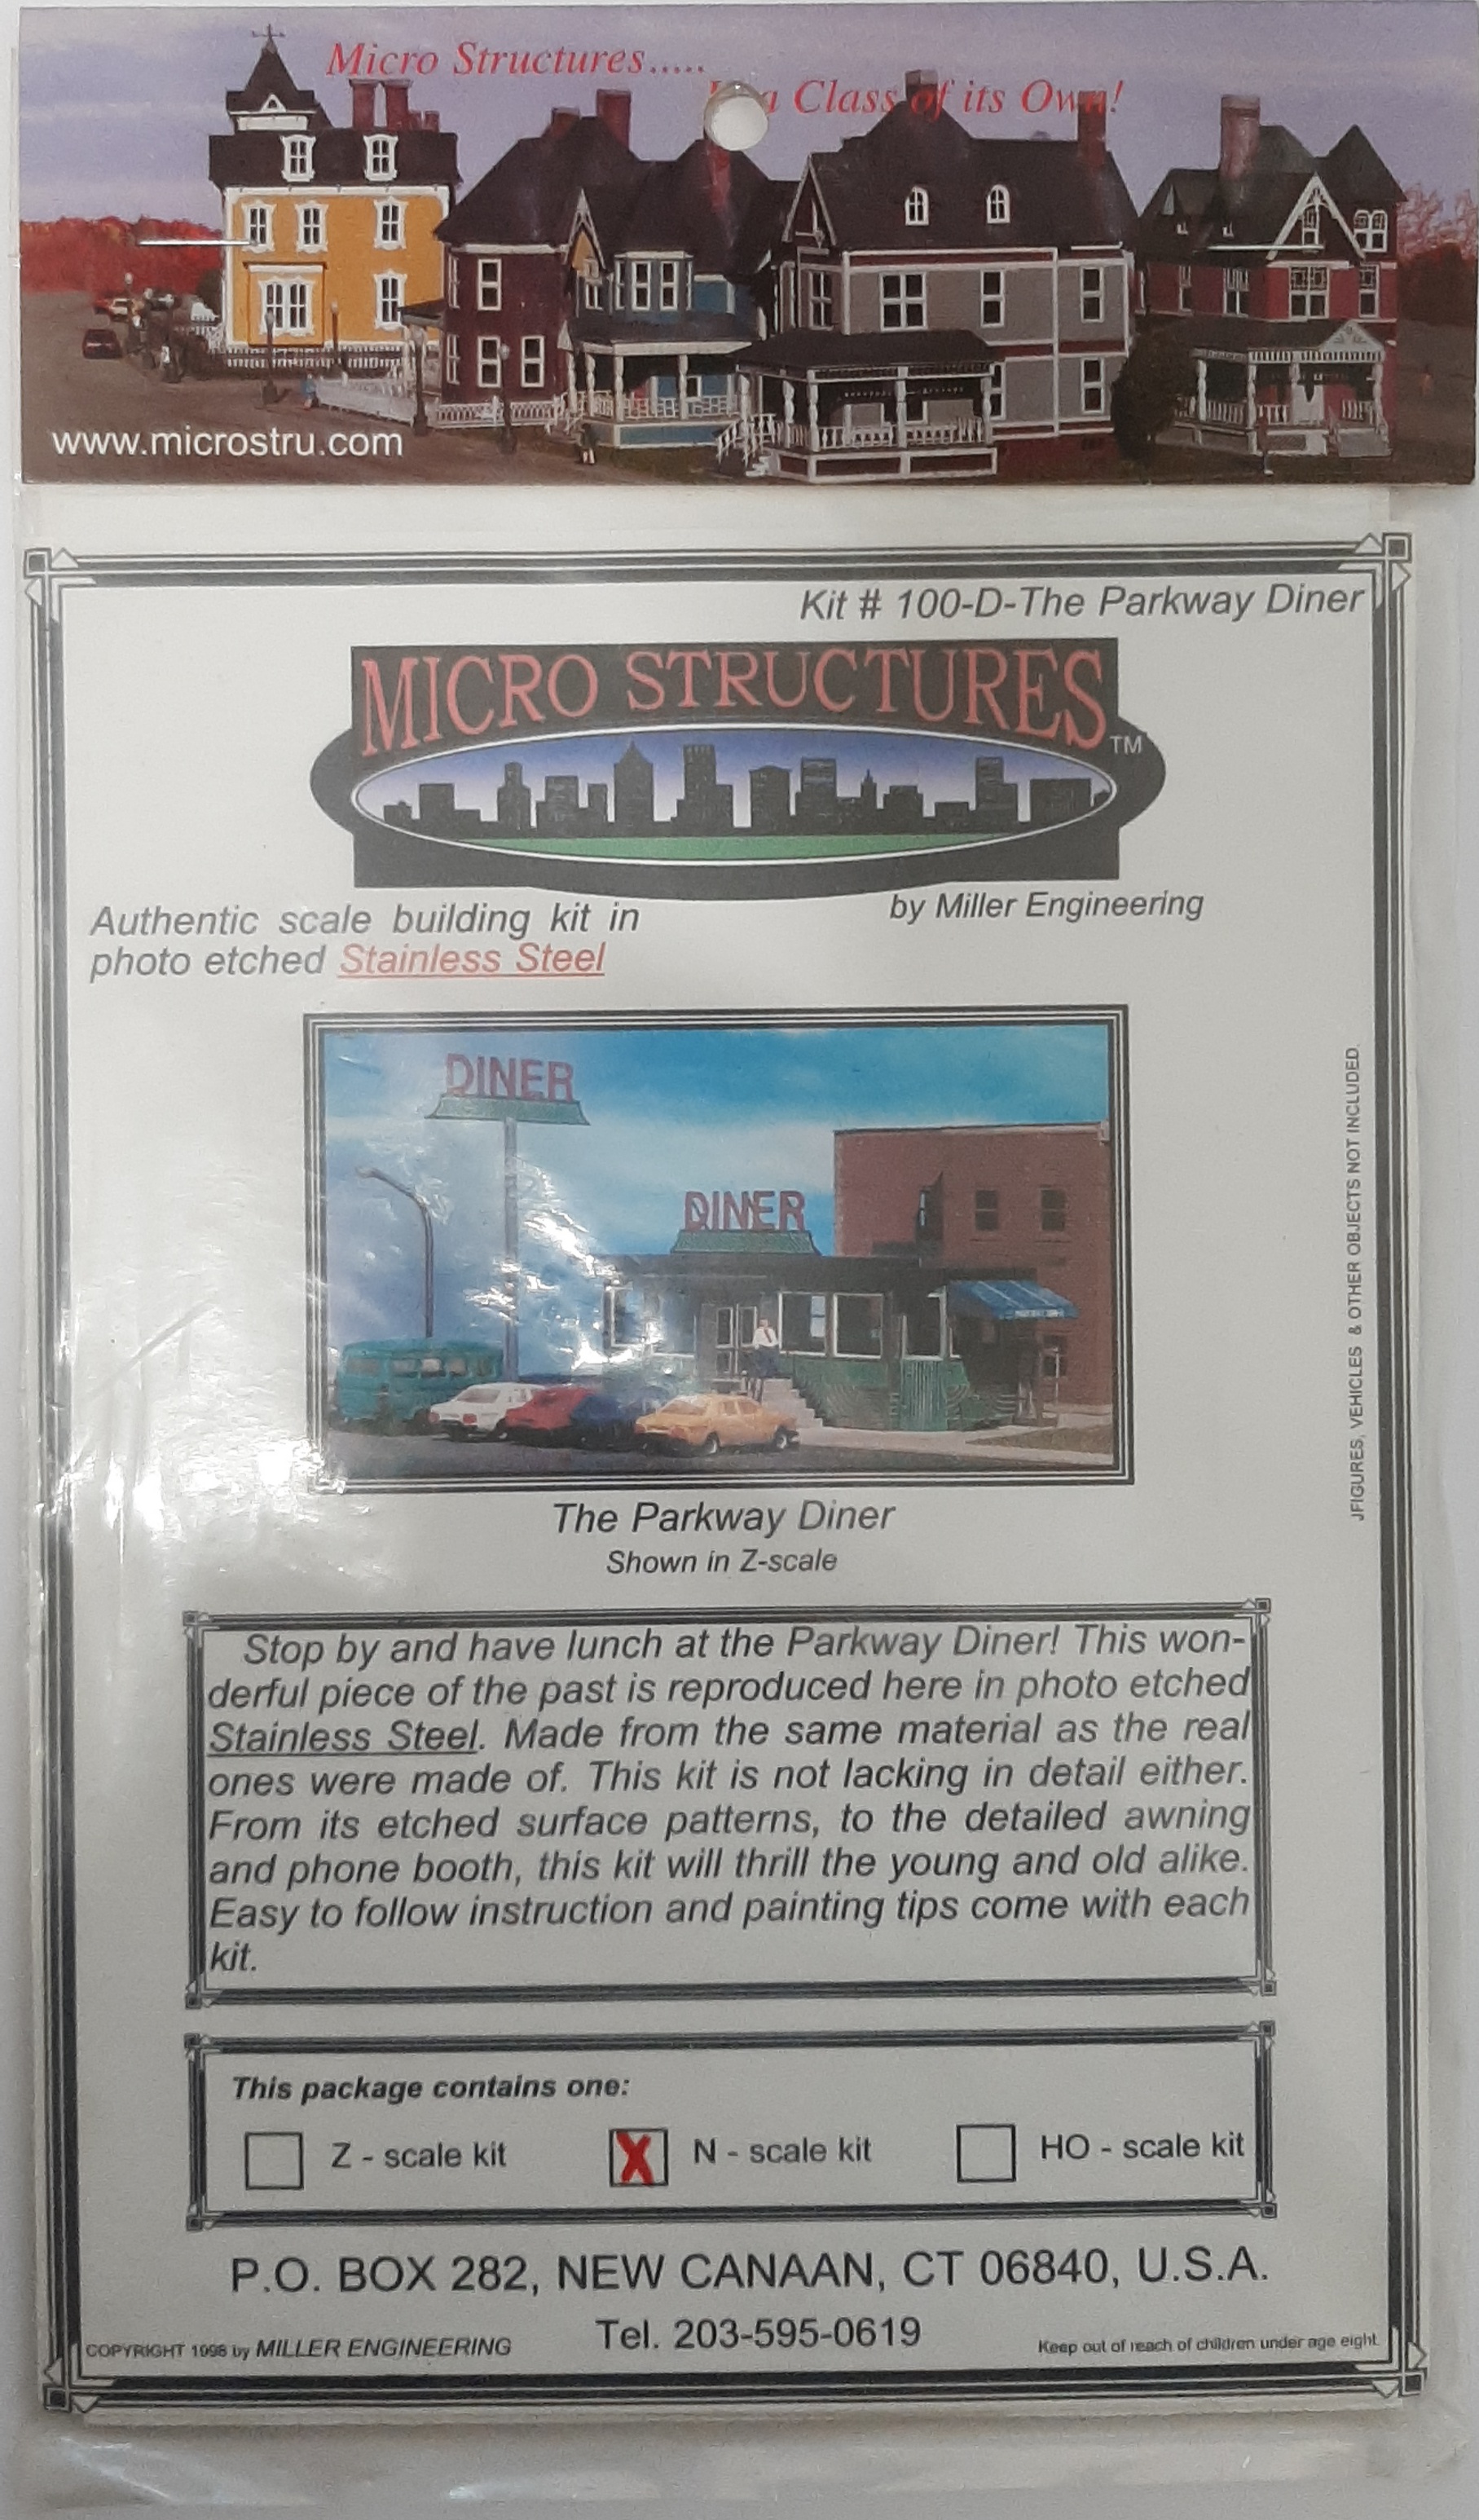 Micro Structures.....
a Class of its Own!
www.microstru.com
Kit # 100-D-The Parkway Diner
MICRO STRUCTURES
TM
by Miller Engineering
Authentic scale building kit in
photo etched Stainless Steel
DINER
DINER
JFIGURES, VEHICLES & OTHER OBJECTS NOT INCLUDED.
The Parkway Diner
Shown in Z-scale
Stop by and have lunch at the Parkway Diner! This won-
derful piece of the past is reproduced here in photo etched
Stainless Steel. Made from the same material as the real
ones were made of. This kit is not lacking in detail either.
From its etched surface patterns, to the detailed awning
and phone booth, this kit will thrill the young and old alike.
Easy to follow instruction and painting tips come with each
kit.
This package contains one:
Z - scale kit
X N - scale kit
HO - scale kit
P.O. BOX 282, NEW CANAAN, CT 06840, U.S.A.
Tel. 203-595-0619
COPYRIGHT by MILLER ENGINEERING
Keep out of reach of children under age eight.